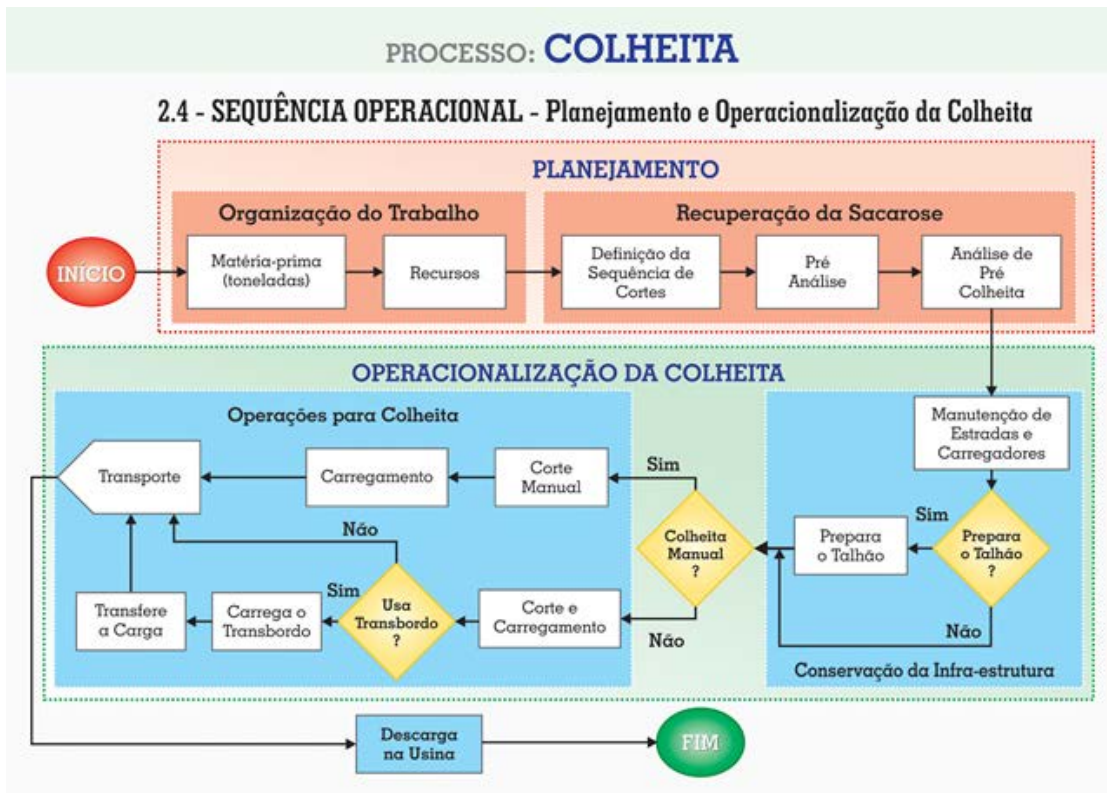 PROCESSO: COLHEITA
2.4 - SEQUÊNCIA OPERACIONAL - Planejamento e Operacionalização da Colheita
PLANEJAMENTO
Organização do Trabalho
Recuperação da Sacarose
INÍCIO
Matéria-prima
(toneladas)
Recursos
Definição da
Sequência de
Cortes
Pré
Análise
Análise de
Pré
Colheita
OPERACIONALIZAÇÃO DA COLHEITA
Operações para Colheita
Manutenção de
Estradas e
Carregadores
Transporte
Carregamento
Corte
Manual
Sim
Colheita
Manual
?
Não
Prepara
o Talhão
Sim
Prepara
o Talhão
?
Não
Não
Usa
Transbordo
?
Sim
Transfere
a Carga
Carrega o
Transbordo
Corte e
Carregamento
Conservação da Infra-estrutura
Descarga
na Usina
FIM